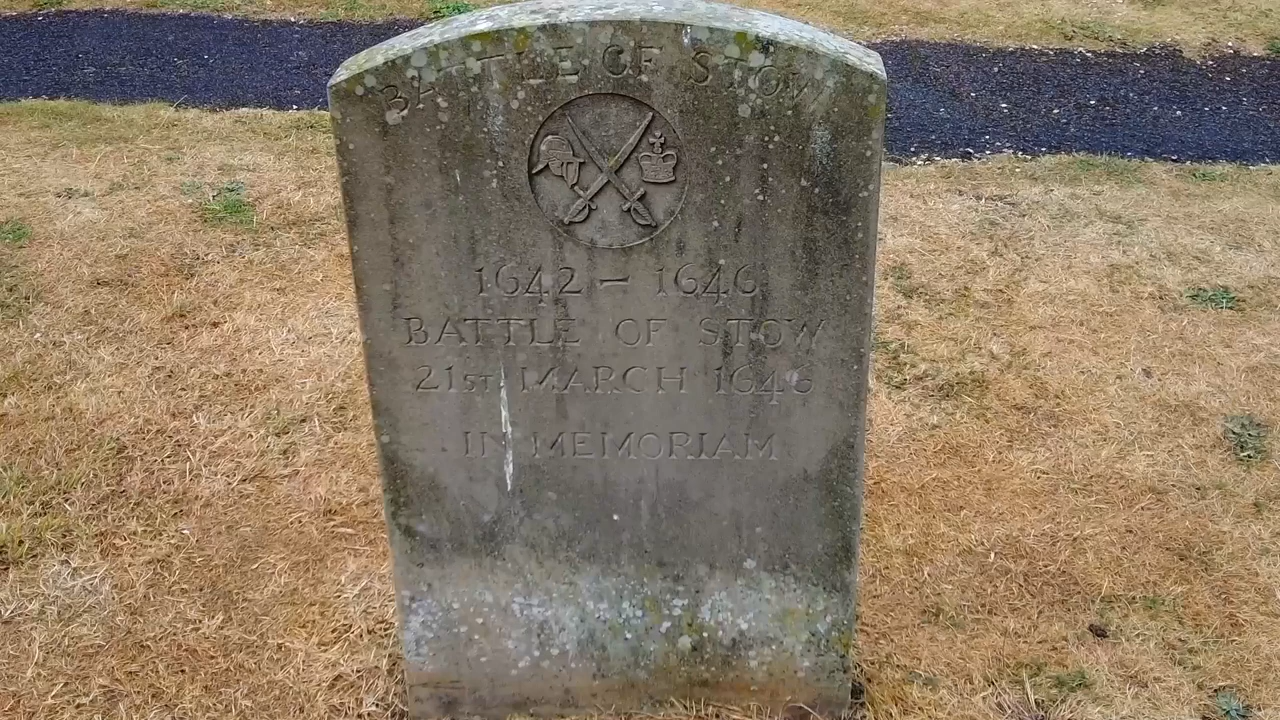 BATTLE OF STOW
1642 – 1646
BATTLE OF STOW
21ST MARCH 1646
IN MEMORIAM